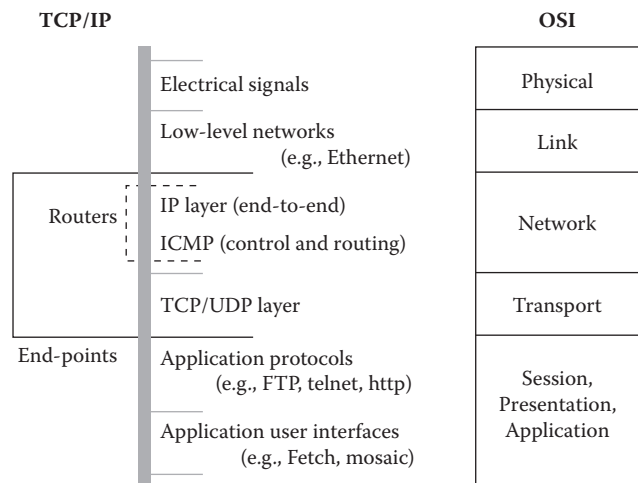 TCP/IP
OSI
Electrical signals
Physical
Low-level networks
(e.g., Ethernet)
Link
Routers
IP layer (end-to-end)
ICMP (control and routing)
Network
TCP/UDP layer
Transport
End-points
Application protocols
(e.g., FTP, telnet, http)
Application user interfaces
(e.g., Fetch, mosaic)
Session,
Presentation,
Application